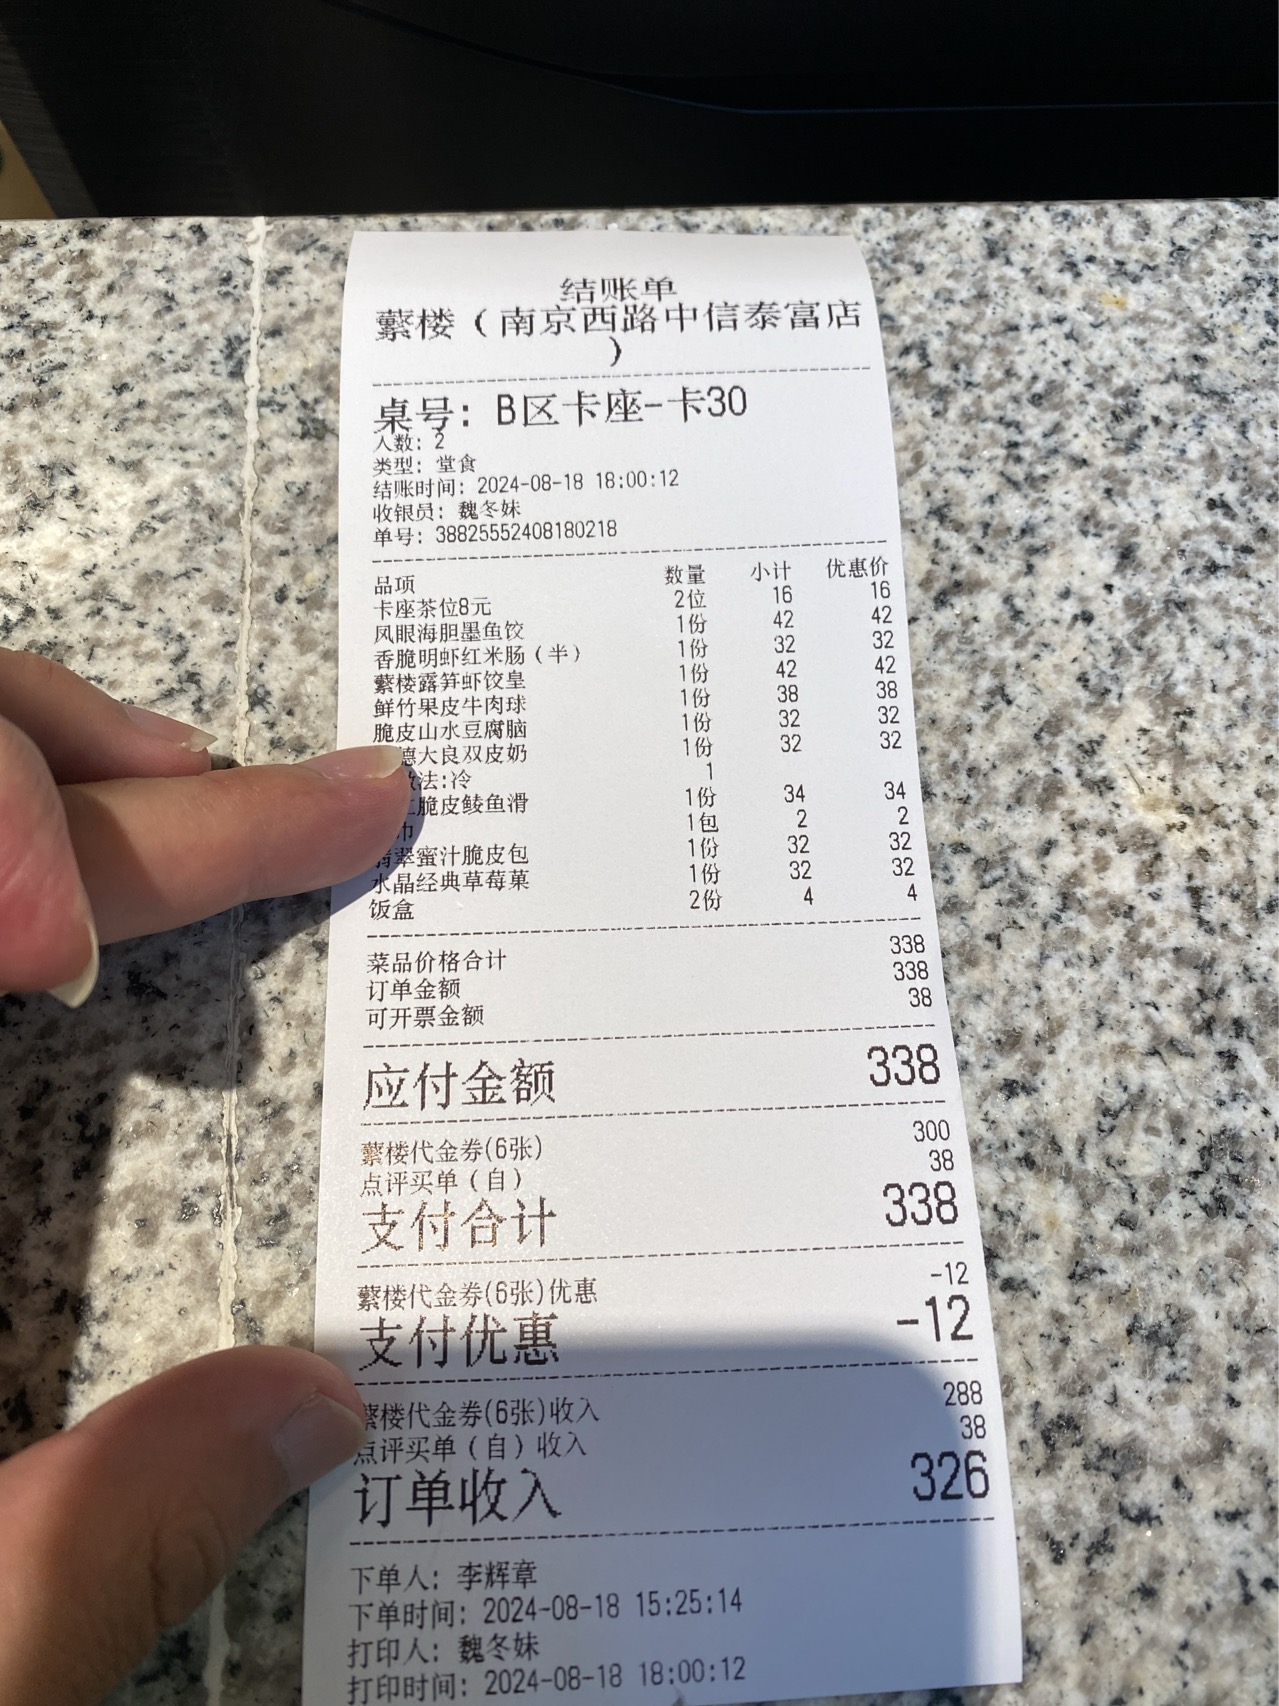 结账单
蘩楼（南京西路中信泰富店
）
桌号: B区卡座-卡30
人数: 2
类型: 堂食
结账时间: 2024-08-18 18:00:12
收银员: 魏冬妹
单号: 38825552408180218
品项 数量 小计 优惠价
卡座茶位8元 2位 16 16
凤眼海胆墨鱼饺 1份 42 42
香脆明虾红米肠（半） 1份 32 32
蘩楼露笋虾饺皇 1份 42 42
鲜竹果皮牛肉球 1份 38 38
脆皮山水豆腐脑 1份 32 32
德大良双皮奶 1份 32 32
法:冷 1
脆皮鲮鱼滑 1份 34 34
巾 1包 2 2
翡翠蜜汁脆皮包 1份 32 32
水晶经典草莓菓 1份 32 32
饭盒 2份 4 4
菜品价格合计 338
订单金额 338
可开票金额 38
应付金额 338
蘩楼代金券(6张) 300
点评买单（自） 38
支付合计 338
蘩楼代金券(6张)优惠 -12
支付优惠 -12
蘩楼代金券(6张)收入 288
点评买单（自）收入 38
订单收入 326
下单人: 李辉章
下单时间: 2024-08-18 15:25:14
打印人: 魏冬妹
打印时间: 2024-08-18 18:00:12